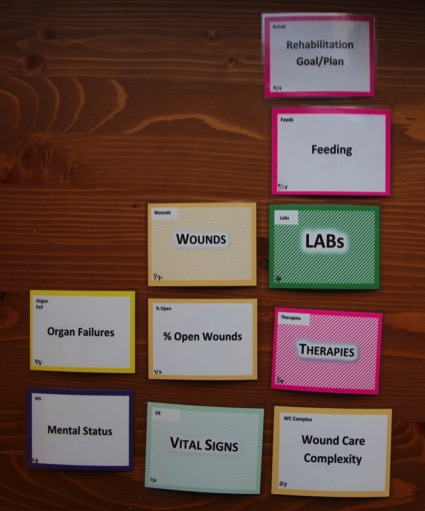 Rehab
Rehabilitation
Goal/Plan
Feeds
Feeding
Wounds
WOUNDS
Labs
LABs
Organ
Fail
Organ Failures
% Open
% Open Wounds
Therapies
THERAPIES
MS
Mental Status
VS
VITAL SIGNS
WC Complex
Wound Care
Complexity